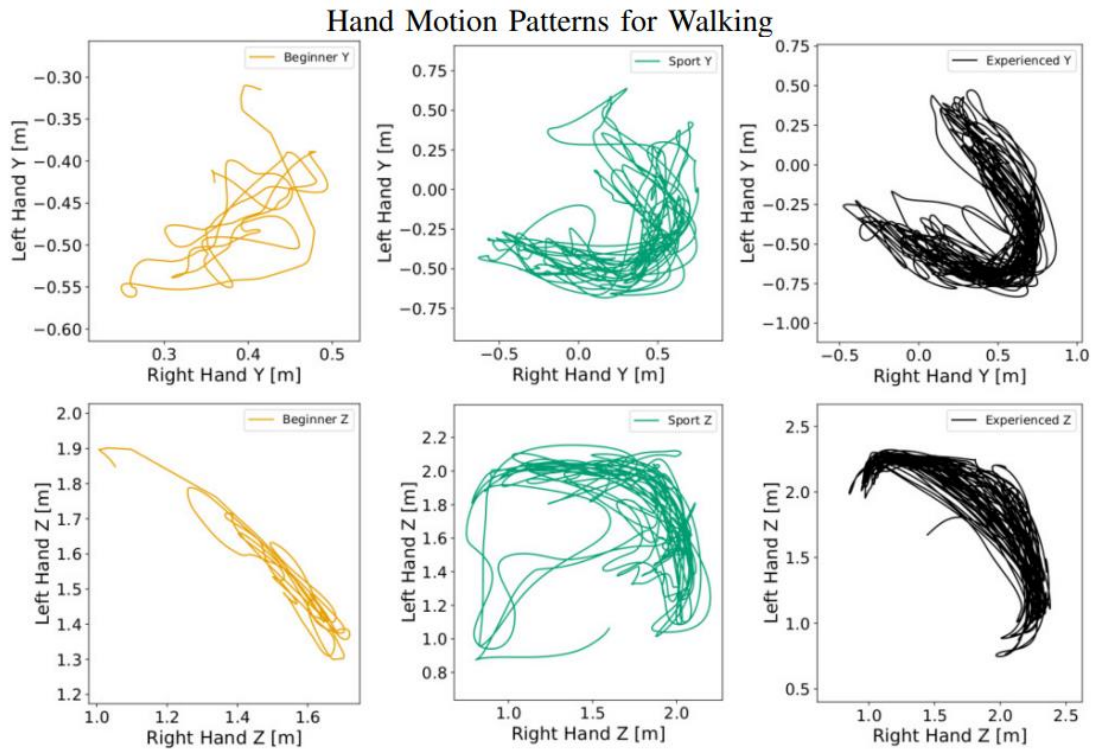 Hand Motion Patterns for Walking
Beginner Y
−0.30
−0.35
−0.40
−0.45
−0.50
−0.55
−0.60
Left Hand Y [m]
0.3 0.4 0.5
Right Hand Y [m]
Sport Y
0.75
0.50
0.25
0.00
−0.25
−0.50
−0.75
Left Hand Y [m]
−0.5 0.0 0.5
Right Hand Y [m]
Experienced Y
0.75
0.50
0.25
0.00
−0.25
−0.50
−0.75
−1.00
Left Hand Y [m]
−0.5 0.0 0.5 1.0
Right Hand Y [m]
Beginner Z
2.0
1.9
1.8
1.7
1.6
1.5
1.4
1.3
1.2
Left Hand Z [m]
1.0 1.2 1.4 1.6
Right Hand Z [m]
Sport Z
2.2
2.0
1.8
1.6
1.4
1.2
1.0
0.8
Left Hand Z [m]
1.0 1.5 2.0
Right Hand Z [m]
Experienced Z
2.5
2.0
1.5
1.0
0.5
Left Hand Z [m]
1.0 1.5 2.0 2.5
Right Hand Z [m]